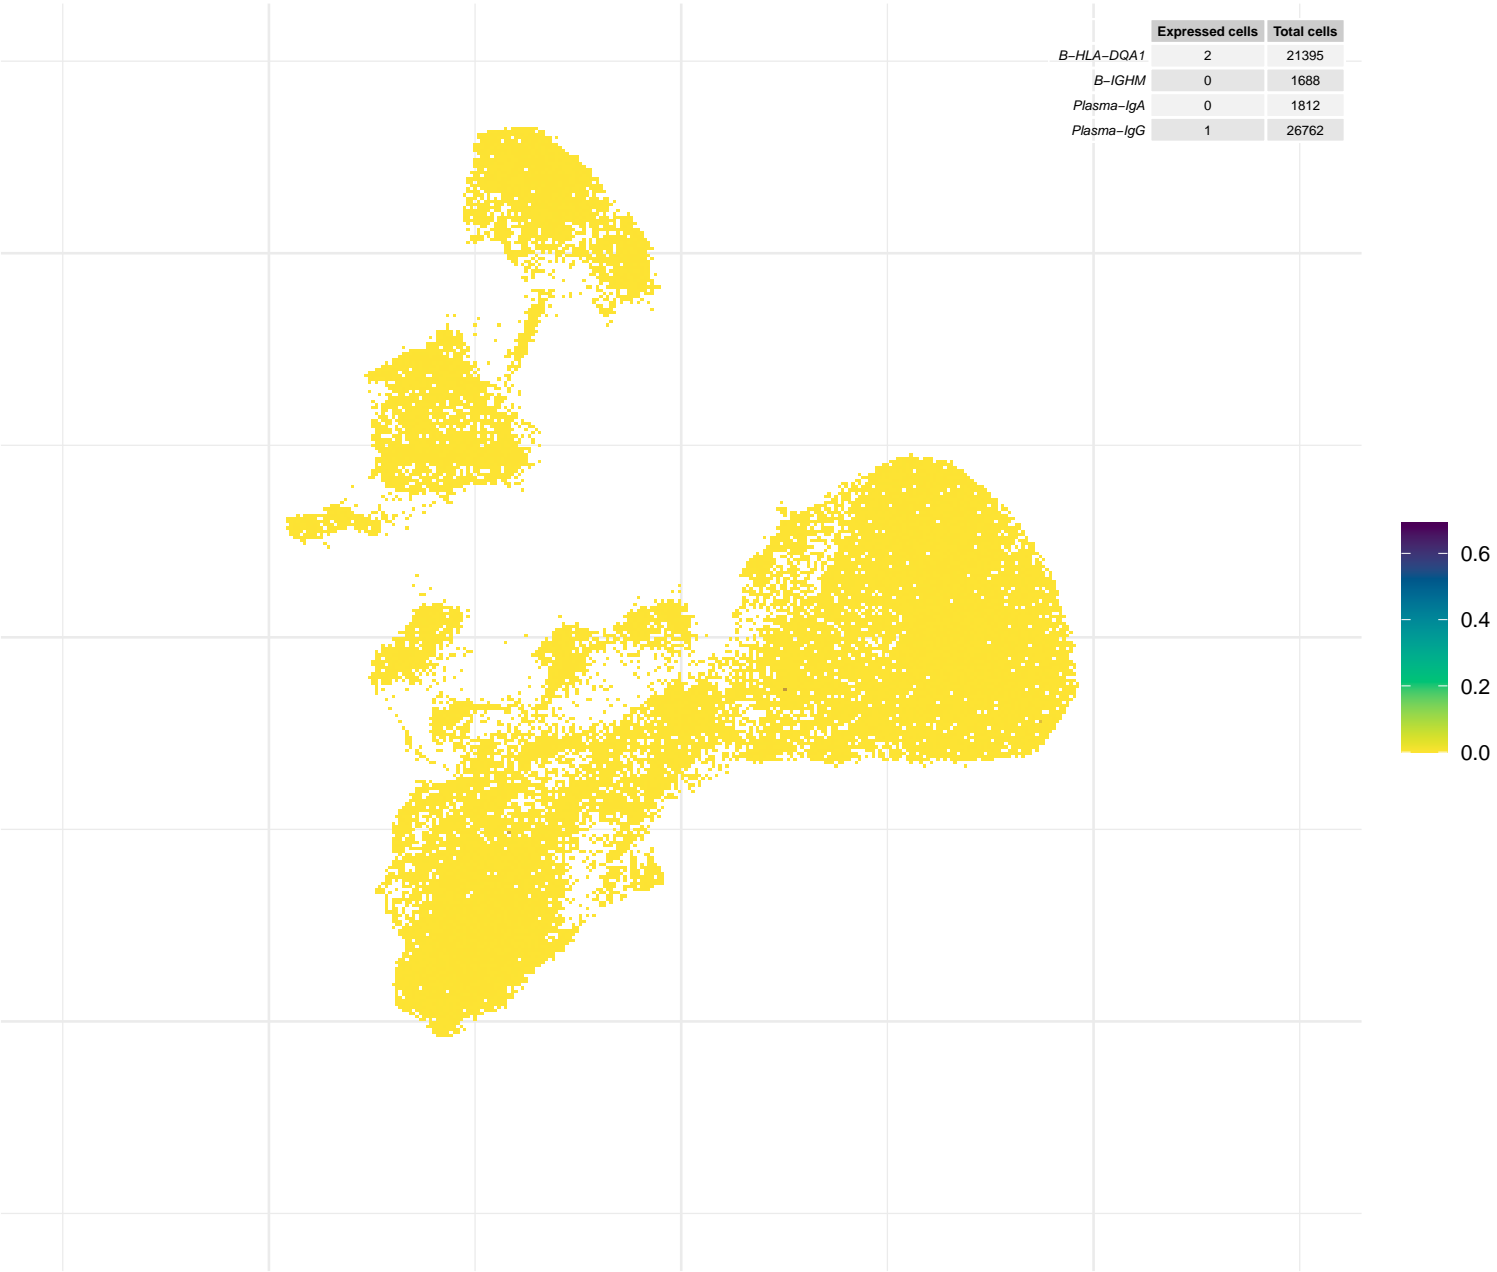 Expressed cells Total cells
B−HLA−DQA1 2 21395
B−IGHM 0 1688
Plasma−IgA 0 1812
Plasma−IgG 1 26762
0.6
0.4
0.2
0.0